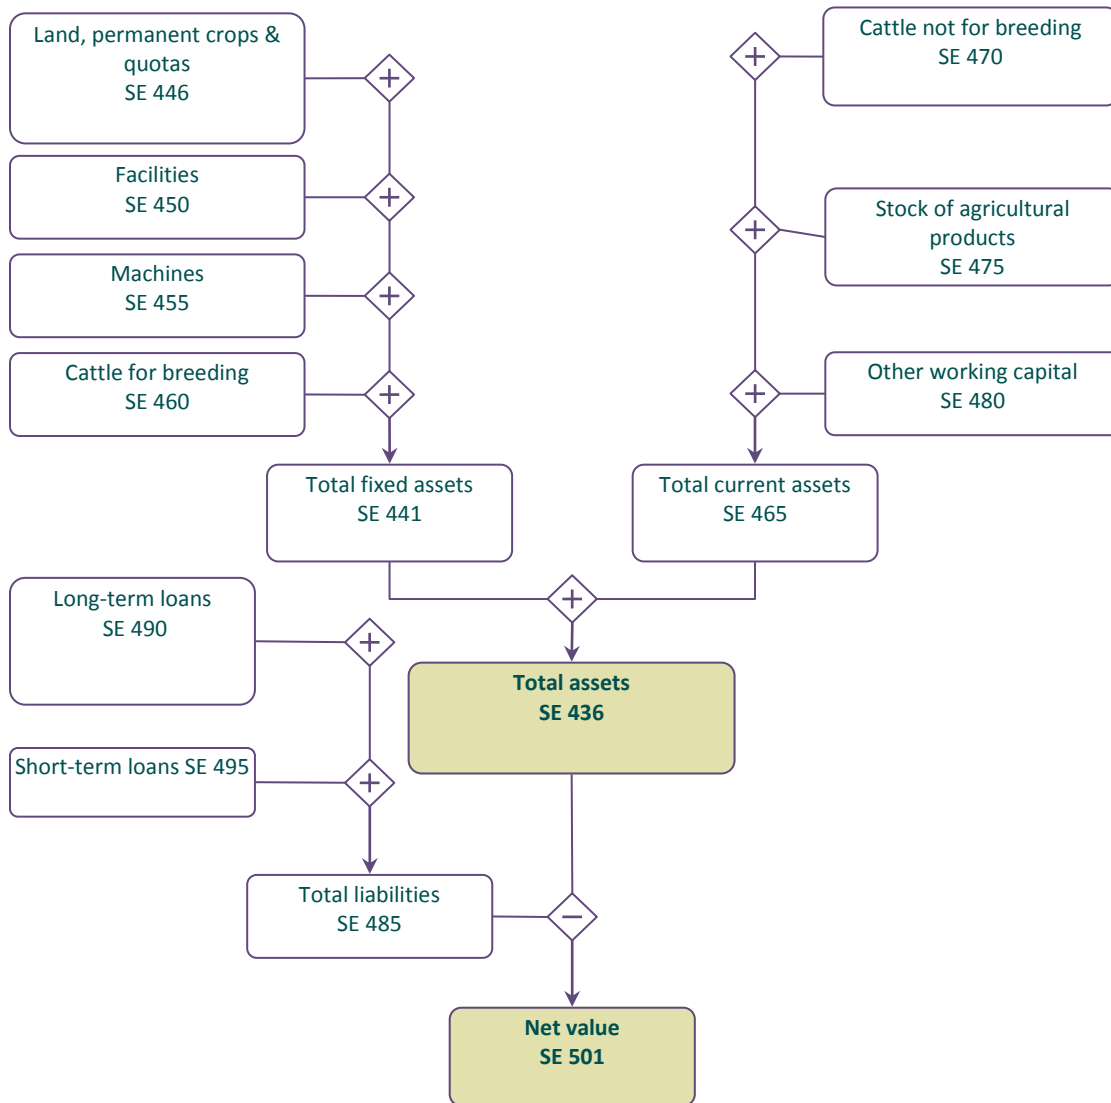 Land, permanent crops &
quotas
SE 446
Cattle not for breeding
SE 470
Facilities
SE 450
Stock of agricultural
products
SE 475
Machines
SE 455
Cattle for breeding
SE 460
Other working capital
SE 480
Total fixed assets
SE 441
Total current assets
SE 465
Long-term loans
SE 490
Total assets
SE 436
Short-term loans SE 495
Total liabilities
SE 485
Net value
SE 501